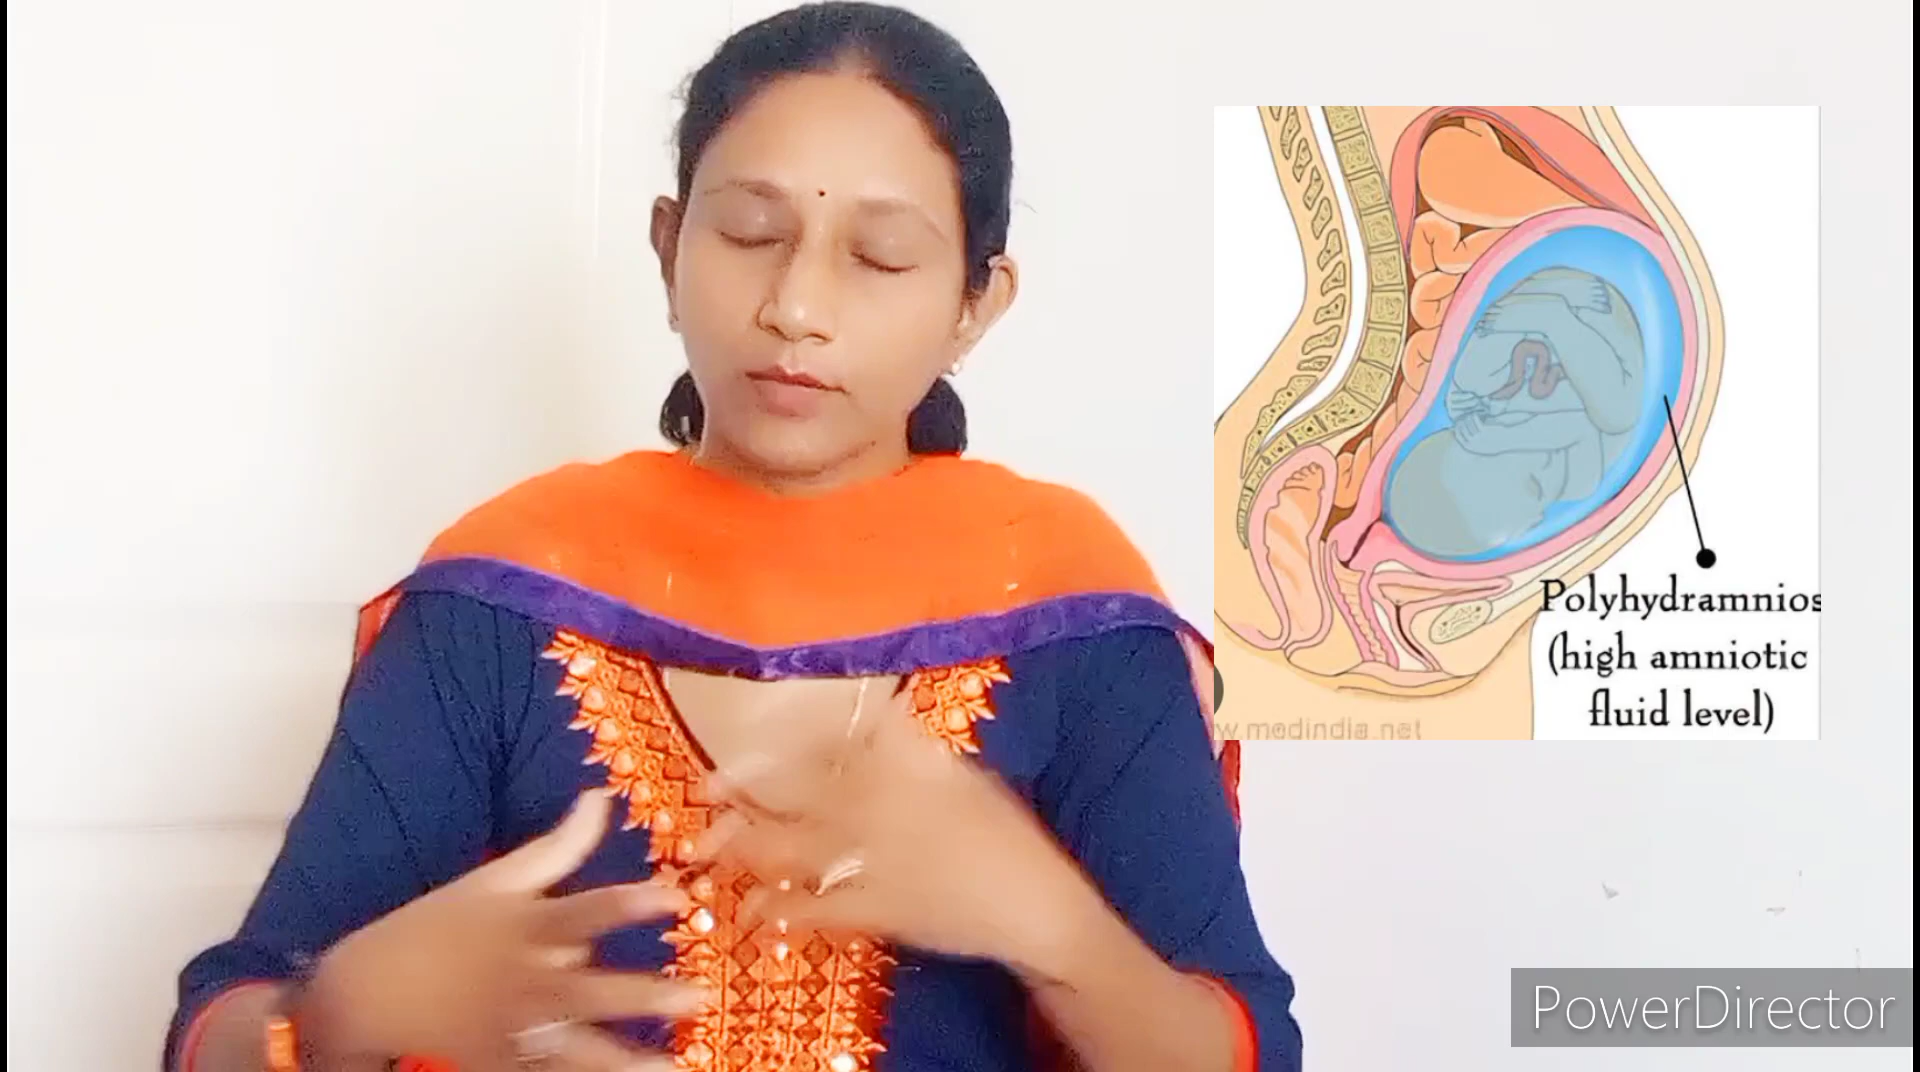 Polyhydramnios
(high amniotic
fluid level)
w.medindia.net
PowerDirector